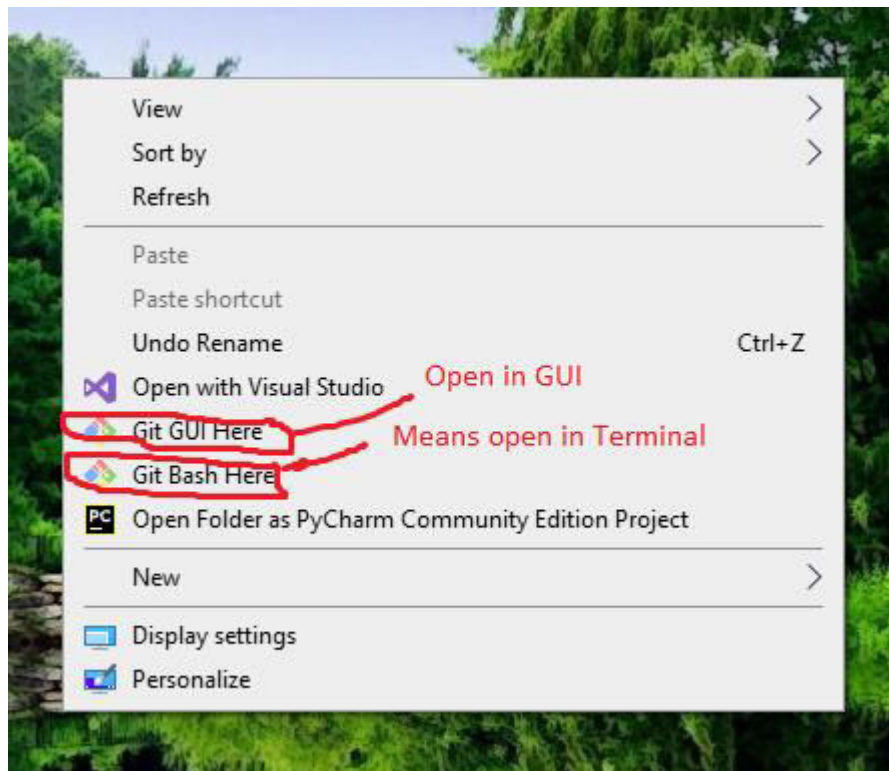 View
Sort by
Refresh
Paste
Paste shortcut
Undo Rename Ctrl+Z
Open with Visual Studio
Open in GUI
Git GUI Here
Means open in Terminal
Git Bash Here
PC Open Folder as PyCharm Community Edition Project
New
Display settings
Personalize